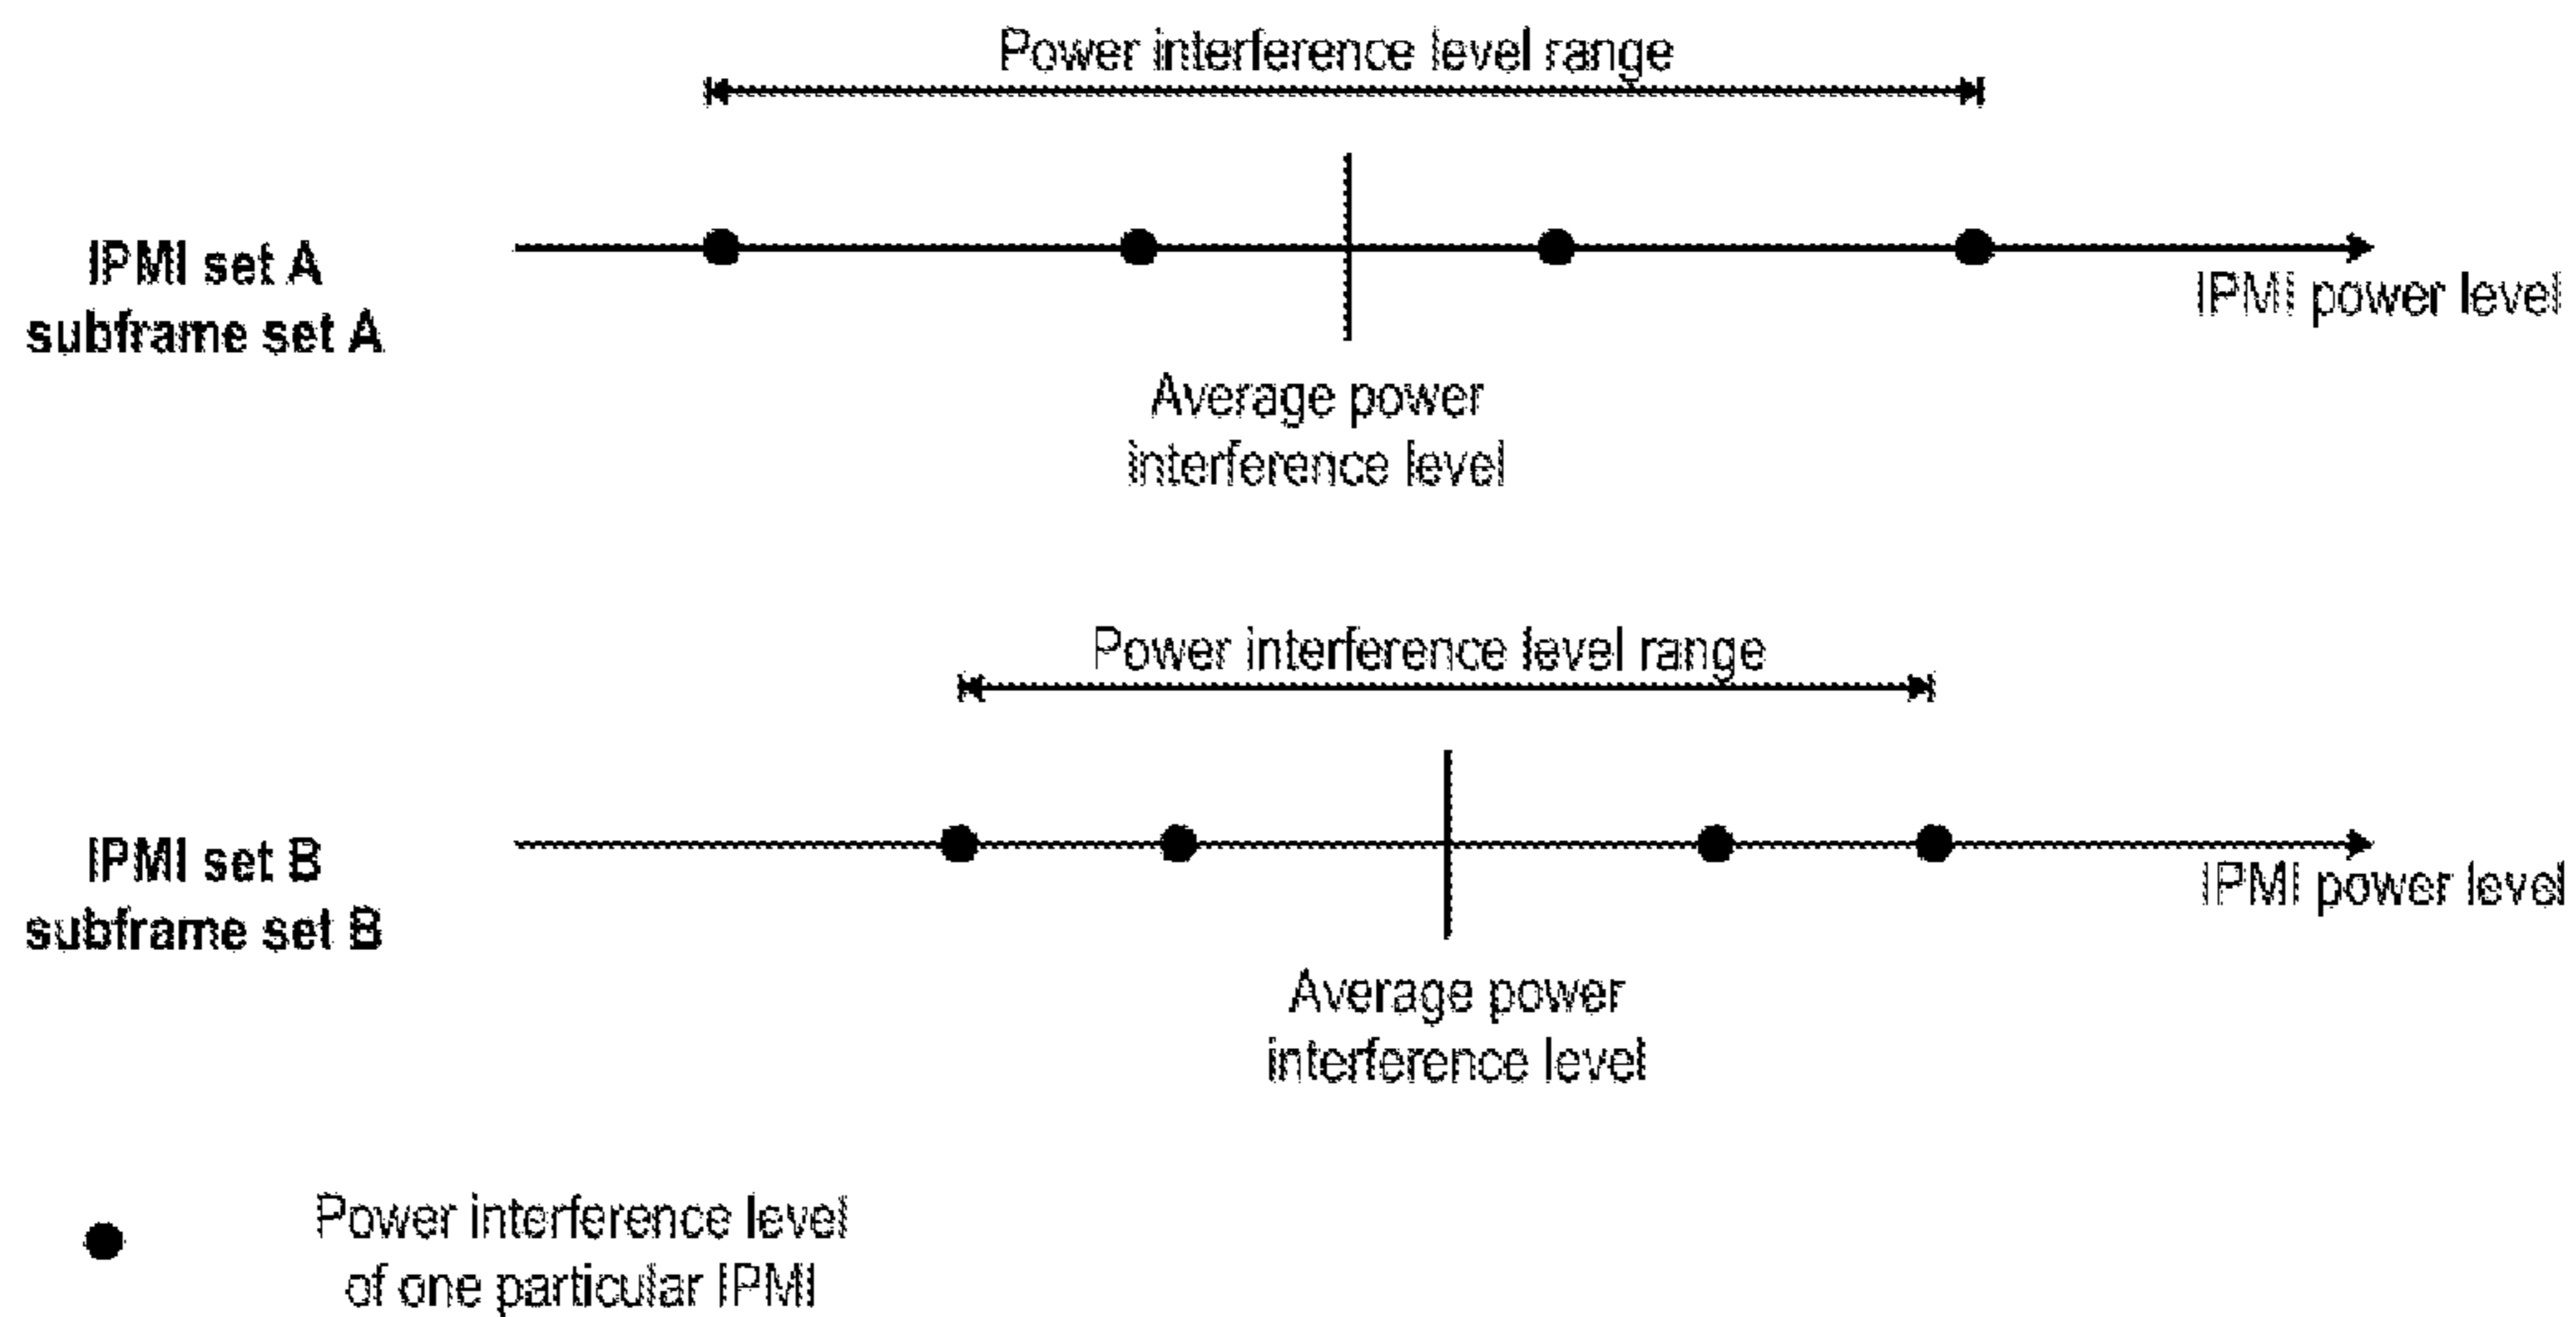 Power interference level range
IPMI set A
subframe set A
IPMI power level
Average power
interference level
Power interference level range
IPMI set B
subframe set B
IPMI power level
Average power
interference level
Power interference level
of one particular IPMI